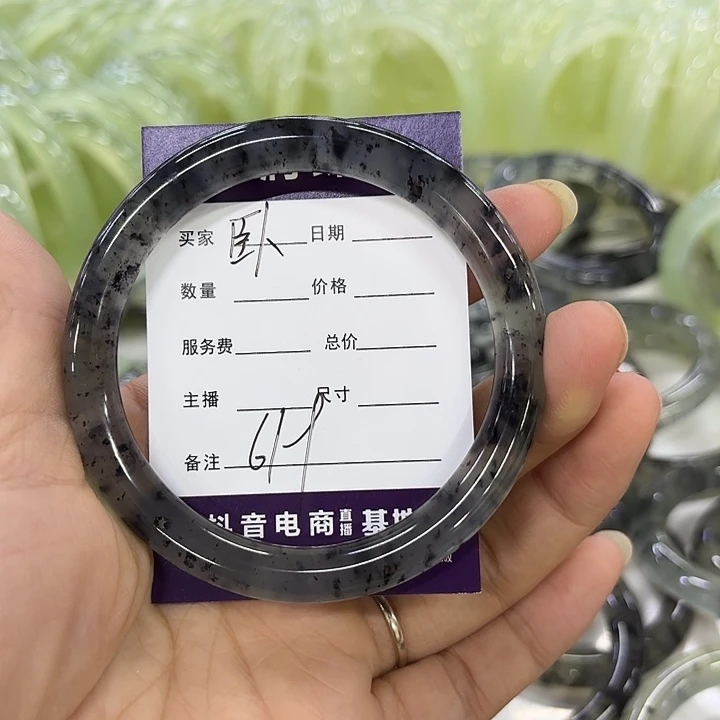 买家 卧 日期
数量 价格
服务费 总价
主播 尺寸
备注
抖音电商直播基地